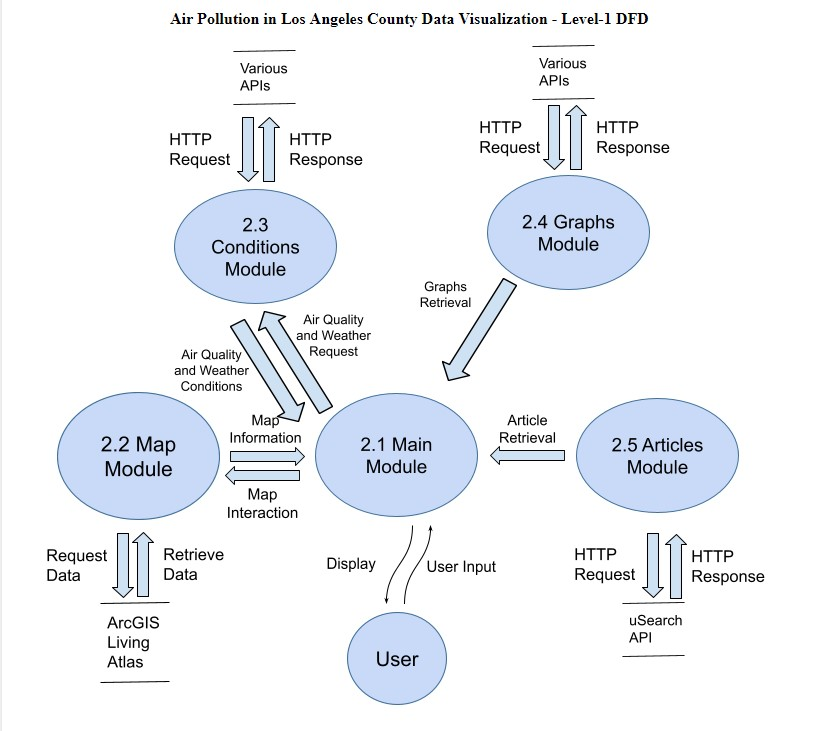 Air Pollution in Los Angeles County Data Visualization - Level-1 DFD
Various
APIs
HTTP
Request
HTTP
Response
2.3
Conditions
Module
Various
APIs
HTTP
Request
HTTP
Response
2.4 Graphs
Module
Graphs
Retrieval
Air Quality
and Weather
Request
Air Quality
and Weather
Conditions
2.2 Map
Module
Map
Information
Map
Interaction
2.1 Main
Module
Article
Retrieval
2.5 Articles
Module
Request
Data
Retrieve
Data
ArcGIS
Living
Atlas
Display
User Input
User
HTTP
Request
HTTP
Response
uSearch
API